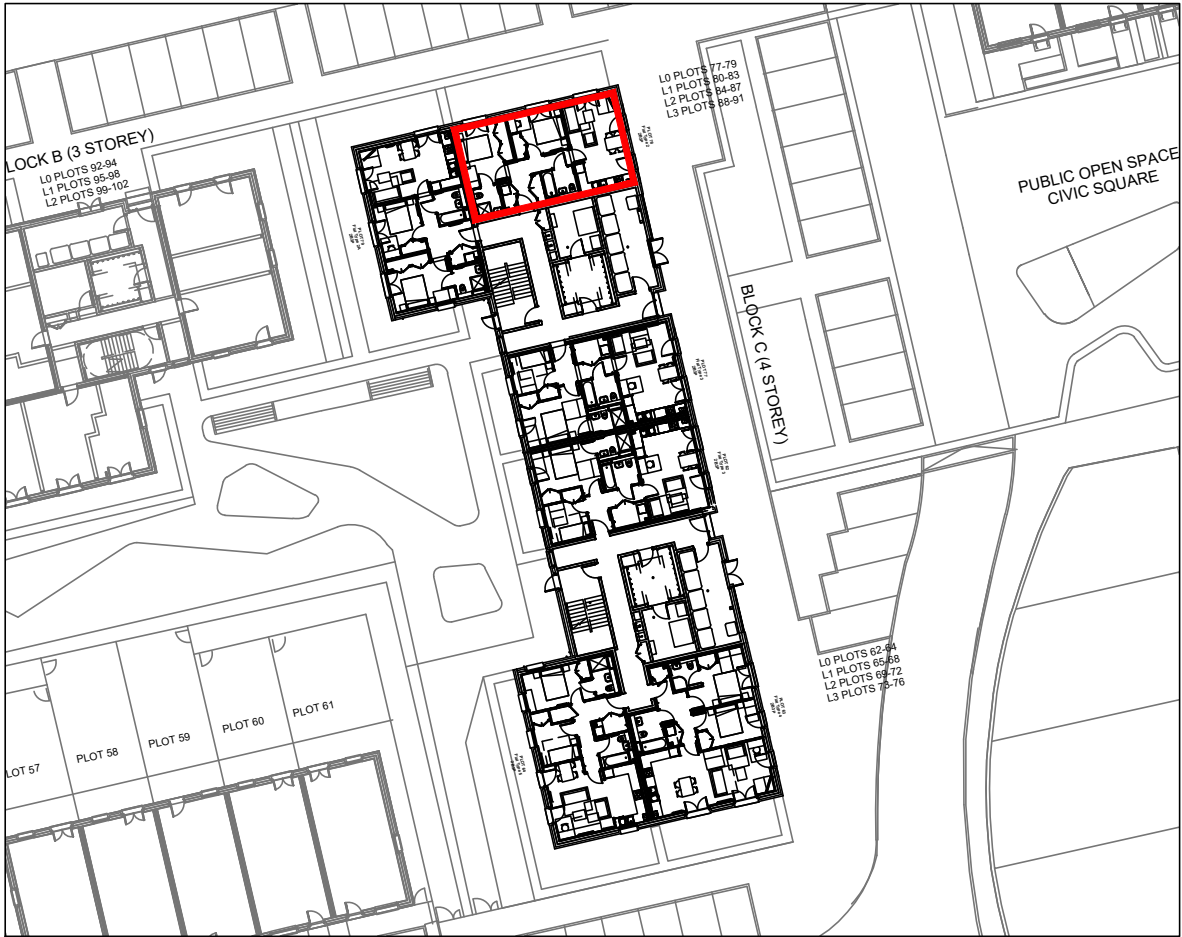 L0 PLOTS 77-79
L1 PLOTS 80-83
L2 PLOTS 84-87
L3 PLOTS 88-91
LOCK B (3 STOREY)
L0 PLOTS 92-94
L1 PLOTS 95-98
L2 PLOTS 99-102
PUBLIC OPEN SPACE
CIVIC SQUARE
BLOCK C (4 STOREY)
L0 PLOTS 62-64
L1 PLOTS 65-68
L2 PLOTS 69-72
L3 PLOTS 73-76
LOT 57
PLOT 58
PLOT 59
PLOT 60
PLOT 61